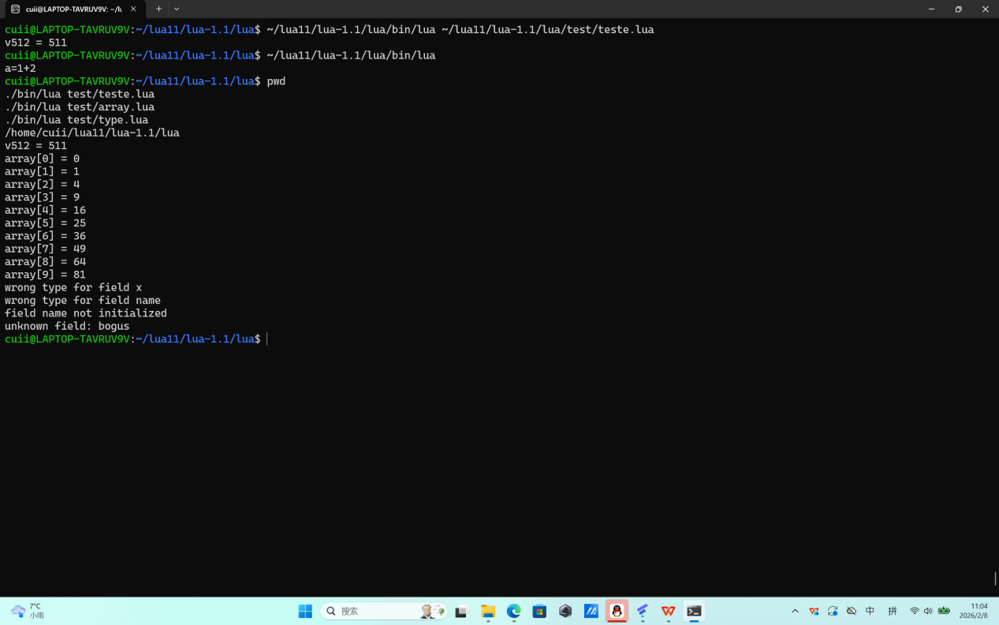 cuii@LAPTOP-TAVRUV9V: ~/lu
cuii@LAPTOP-TAVRUV9V:~/lua11/lua-1.1/lua$ ~/lua11/lua-1.1/lua/bin/lua ~/lua11/lua-1.1/lua/test/teste.lua
v512 = 511
cuii@LAPTOP-TAVRUV9V:~/lua11/lua-1.1/lua$ ~/lua11/lua-1.1/lua/bin/lua
a=1+2
cuii@LAPTOP-TAVRUV9V:~/lua11/lua-1.1/lua$ pwd
./bin/lua test/teste.lua
./bin/lua test/array.lua
./bin/lua test/type.lua
/home/cuii/lua11/lua-1.1/lua
v512 = 511
array[0] = 0
array[1] = 1
array[2] = 4
array[3] = 9
array[4] = 16
array[5] = 25
array[6] = 36
array[7] = 49
array[8] = 64
array[9] = 81
wrong type for field x
wrong type for field name
field name not initialized
unknown field: bogus
cuii@LAPTOP-TAVRUV9V:~/lua11/lua-1.1/lua$
7°C
小雨
搜索
中
拼
11:04
2026/2/8